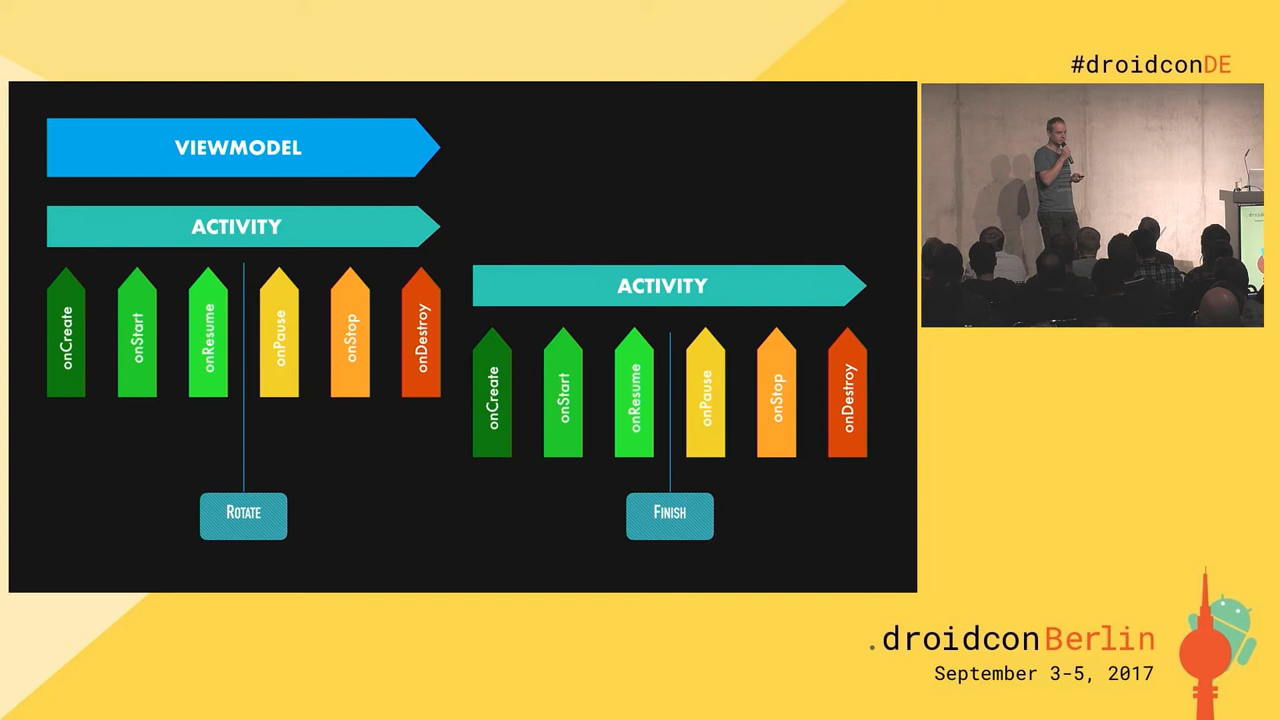 #droidconDE
VIEWMODEL
ACTIVITY
onCreate
onStart
onResume
onPause
onStop
onDestroy
ROTATE
ACTIVITY
onCreate
onStart
onResume
onPause
onStop
onDestroy
FINISH
.droidconBerlin
September 3-5, 2017